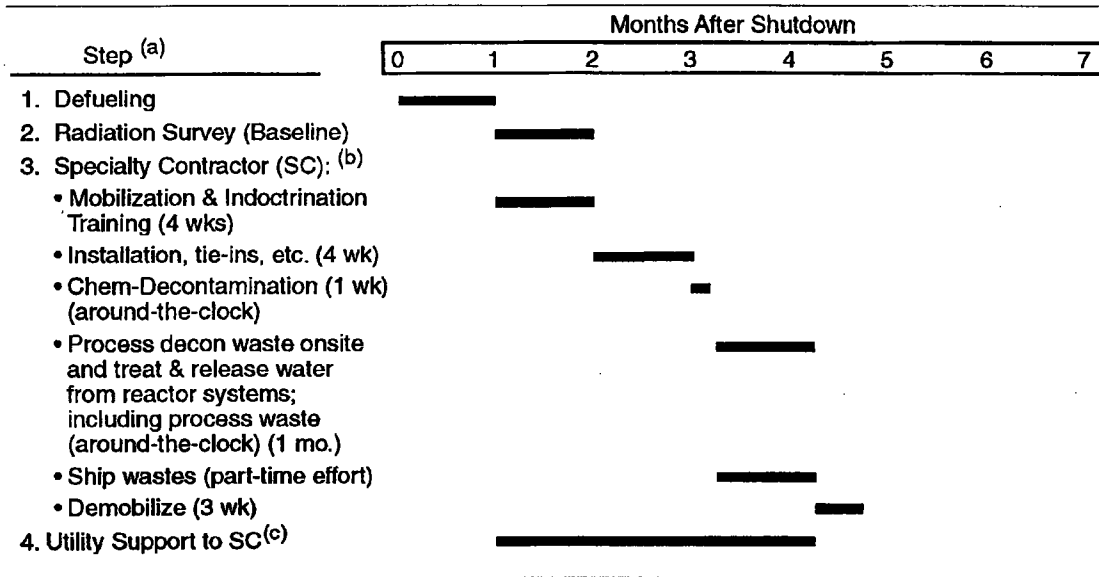 Months After Shutdown
Step (a)
0 1 2 3 4 5 6 7
1. Defueling
2. Radiation Survey (Baseline)
3. Specialty Contractor (SC): (b)
• Mobilization & Indoctrination
Training (4 wks)
• Installation, tie-ins, etc. (4 wk)
• Chem-Decontamination (1 wk)
(around-the-clock)
• Process decon waste onsite
and treat & release water
from reactor systems;
including process waste
(around-the-clock) (1 mo.)
• Ship wastes (part-time effort)
• Demobilize (3 wk)
4. Utility Support to SC(c)